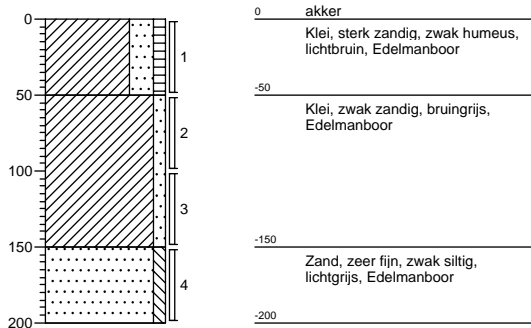 0
50
100
150
200
1
2
3
4
0 akker
Klei, sterk zandig, zwak humeus,
lichtbruin, Edelmanboor
-50
Klei, zwak zandig, bruingrijs,
Edelmanboor
-150
Zand, zeer fijn, zwak siltig,
lichtgrijs, Edelmanboor
-200